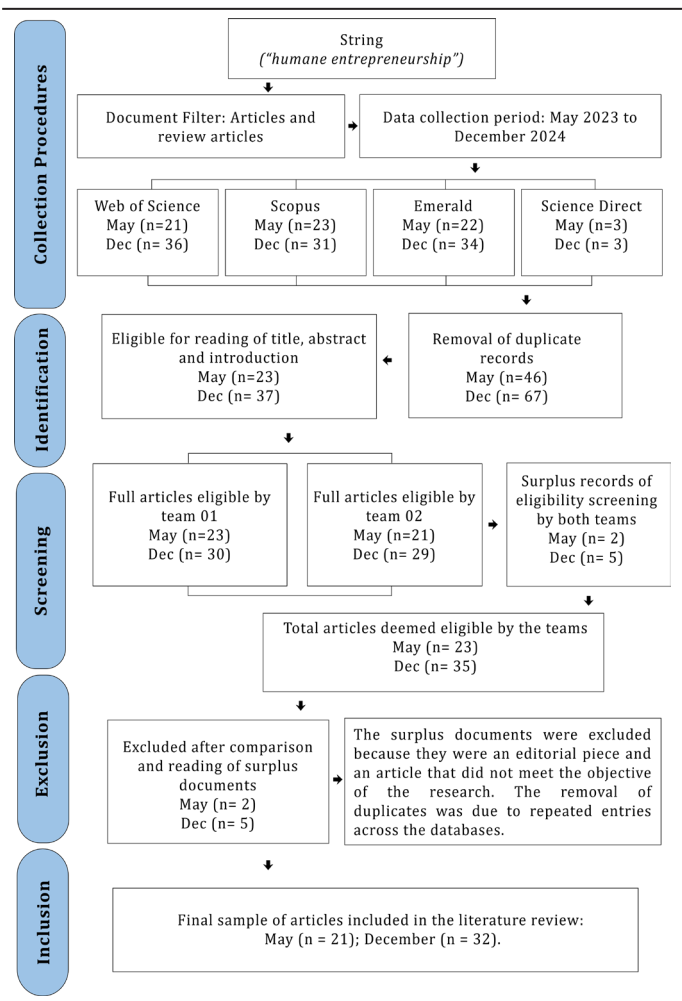 Collection Procedures
String
(“humane entrepreneurship”)
Document Filter: Articles and
review articles
Data collection period: May 2023 to
December 2024
Web of Science
May (n=21)
Dec (n= 36)
Scopus
May (n=23)
Dec (n= 31)
Emerald
May (n=22)
Dec (n= 34)
Science Direct
May (n=3)
Dec (n= 3)
Identification
Eligible for reading of title, abstract
and introduction
May (n=23)
Dec (n= 37)
Removal of duplicate
records
May (n=46)
Dec (n= 67)
Screening
Full articles eligible by
team 01
May (n=23)
Dec (n= 30)
Full articles eligible by
team 02
May (n=21)
Dec (n= 29)
Surplus records of
eligibility screening
by both teams
May (n= 2)
Dec (n= 5)
Total articles deemed eligible by the teams
May (n= 23)
Dec (n= 35)
Exclusion
Excluded after comparison
and reading of surplus
documents
May (n= 2)
Dec (n= 5)
The surplus documents were excluded
because they were an editorial piece and
an article that did not meet the objective
of the research. The removal of
duplicates was due to repeated entries
across the databases.
Inclusion
Final sample of articles included in the literature review:
May (n = 21); December (n = 32).